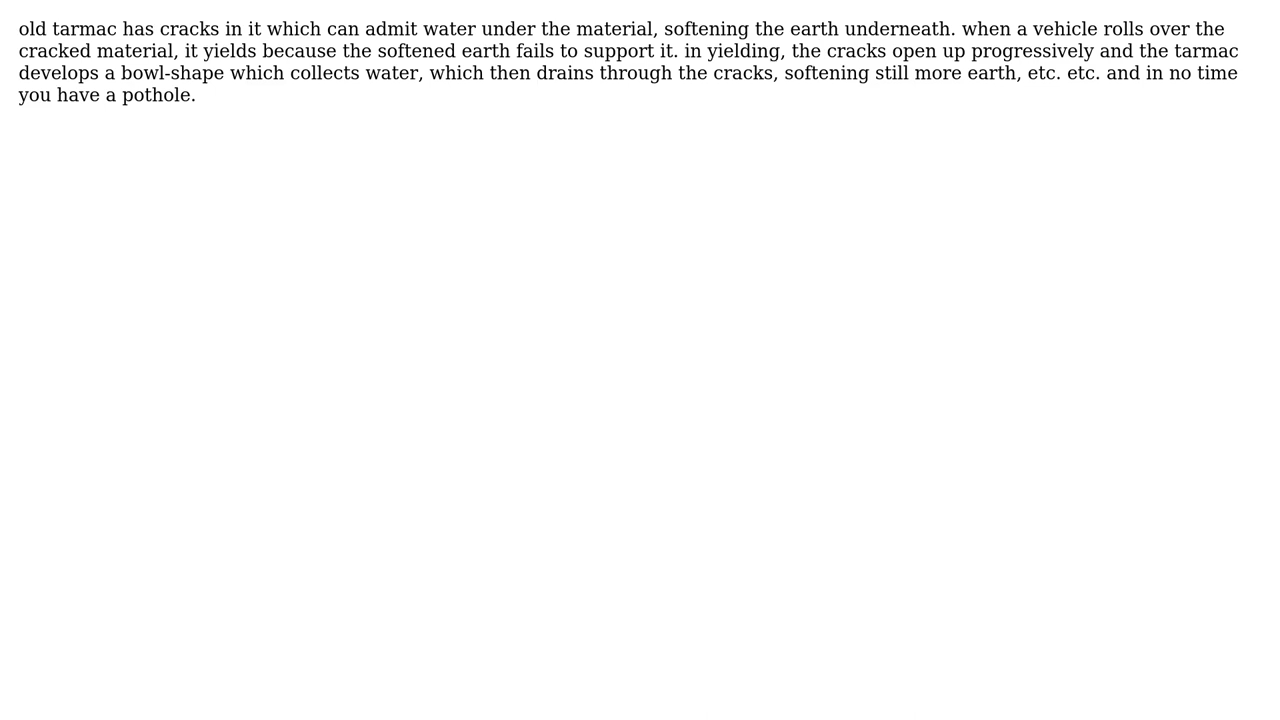 old tarmac has cracks in it which can admit water under the material, softening the earth underneath. when a vehicle rolls over the
cracked material, it yields because the softened earth fails to support it. in yielding, the cracks open up progressively and the tarmac
develops a bowl-shape which collects water, which then drains through the cracks, softening still more earth, etc. etc. and in no time
you have a pothole.